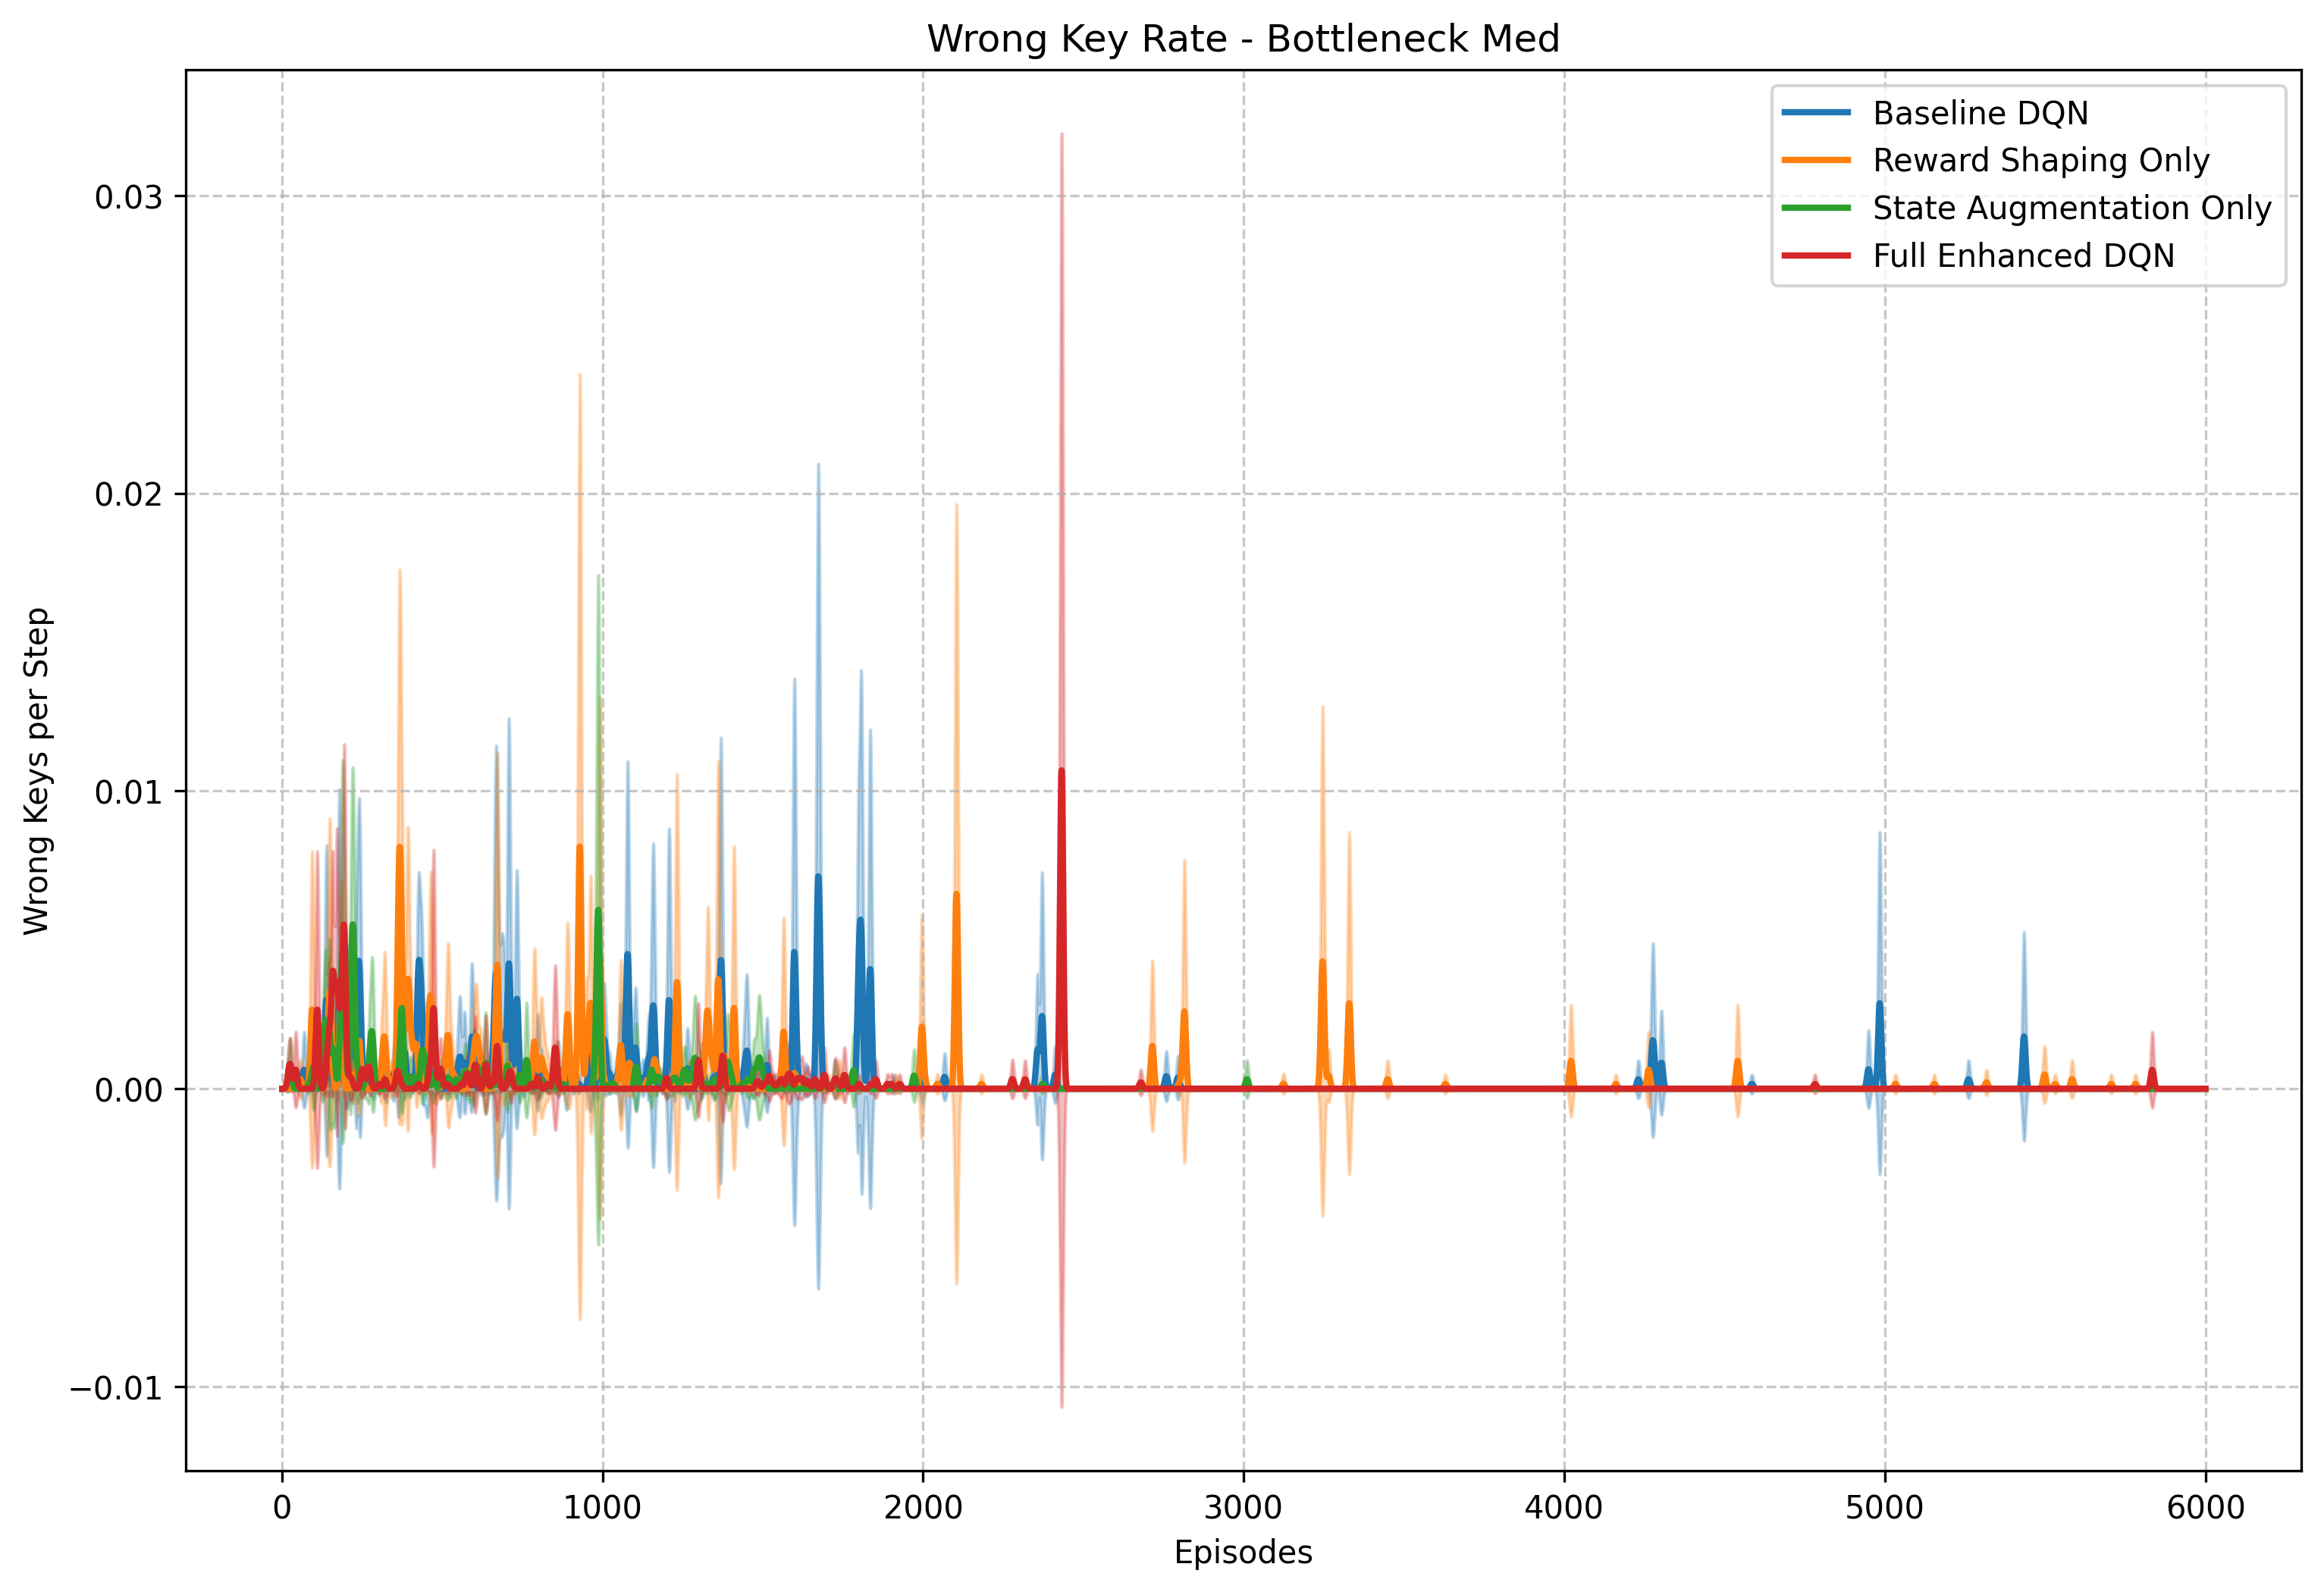 Wrong Key Rate - Bottleneck Med
Baseline DQN
Reward Shaping Only
State Augmentation Only
Full Enhanced DQN
Wrong Keys per Step
0.03
0.02
0.01
0.00
−0.01
0 1000 2000 3000 4000 5000 6000
Episodes